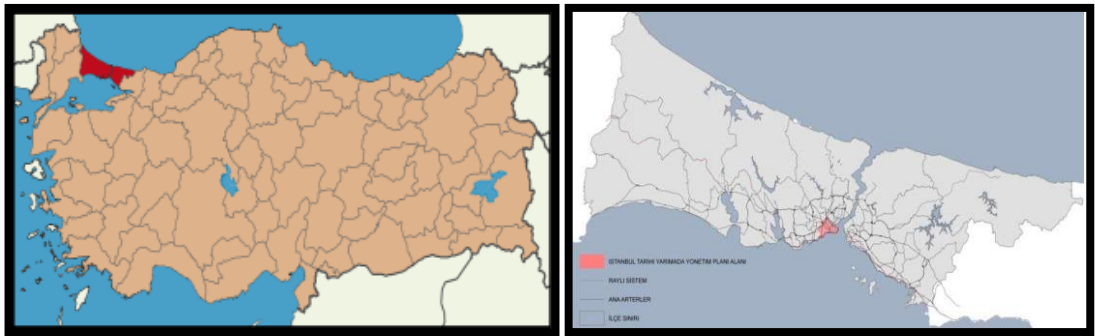 İSTANBUL TARİHİ YARIMADA YÖNETİM PLANI ALANI
RAYLI SİSTEM
ANA ARTERLER
İLÇE SINIRI